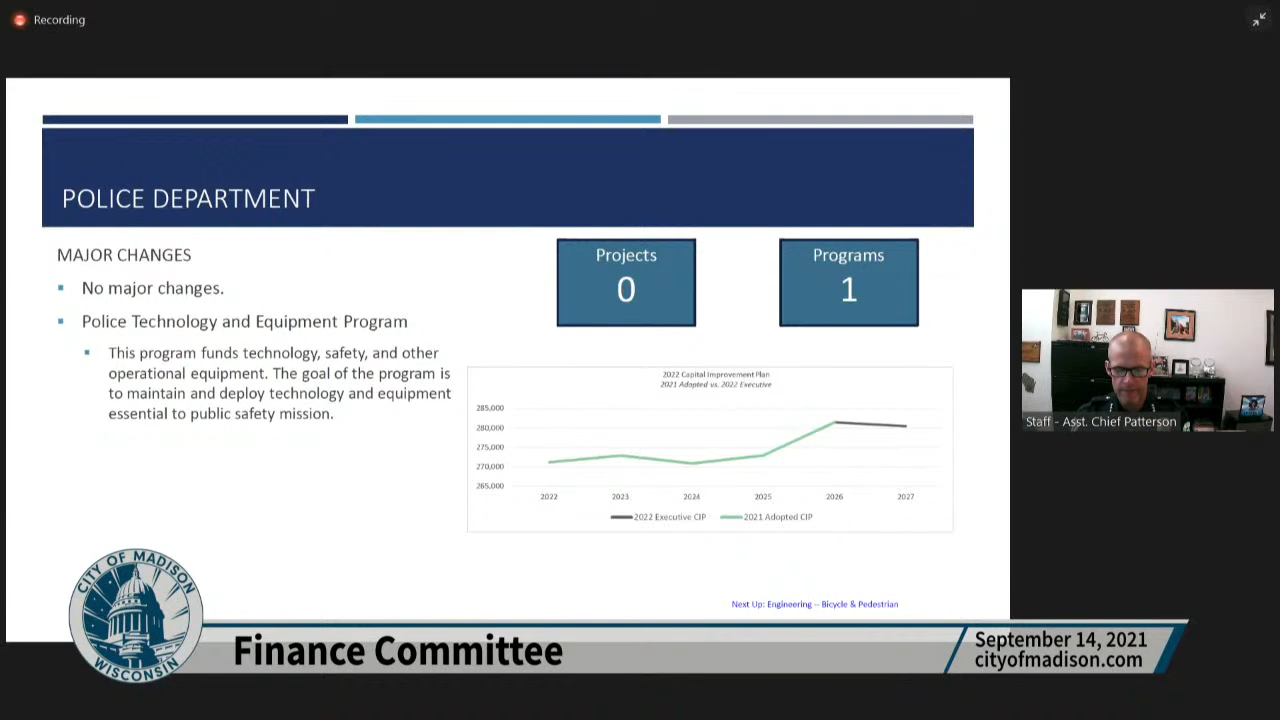 Recording
POLICE DEPARTMENT
MAJOR CHANGES
No major changes.
Police Technology and Equipment Program
This program funds technology, safety, and other
operational equipment. The goal of the program is
to maintain and deploy technology and equipment
essential to public safety mission.
Projects
0
Programs
1
2022 Capital Improvement Plan
2021 Adopted vs. 2022 Executive
285,000
280,000
275,000
270,000
265,000
2022 2023 2024 2025 2026 2027
2022 Executive CIP 2021 Adopted CIP
Next Up: Engineering -- Bicycle & Pedestrian
Staff - Asst. Chief Patterson
CITY OF MADISON
WISCONSIN
Finance Committee
September 14, 2021
cityofmadison.com